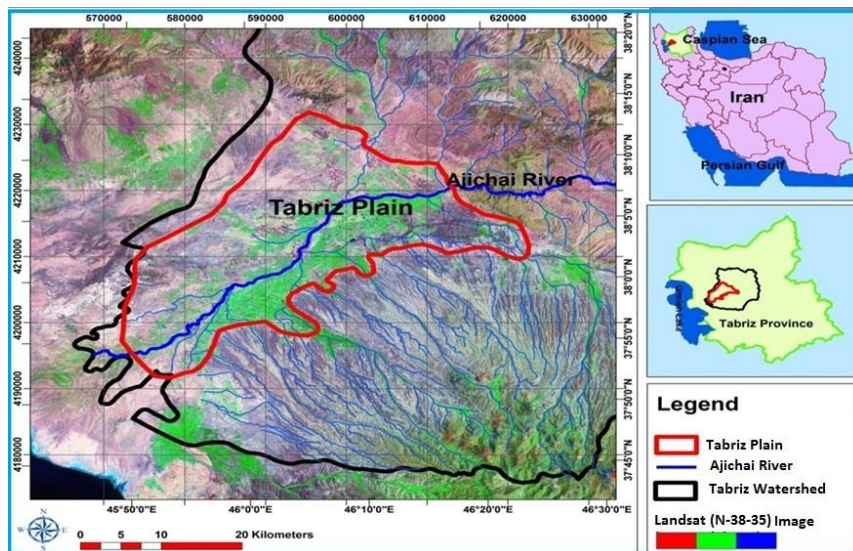 570000 580000 590000 600000 610000 620000 630000
4240000
4230000
4220000
4210000
4200000
4190000
4180000
38°20'0"N
38°15'0"N
38°10'0"N
38°5'0"N
38°0'0"N
37°55'0"N
37°50'0"N
37°45'0"N
Ajichai River
Tabriz Plain
45°50'0"E 46°0'0"E 46°10'0"E 46°20'0"E 46°30'0"E
N
W E
S
0 5 10 20 Kilometers
Caspian Sea
Iran
Persian Gulf
Urmiah Lake
Tabriz Province
Legend
Tabriz Plain
Ajichai River
Tabriz Watershed
Landsat (N-38-35) Image